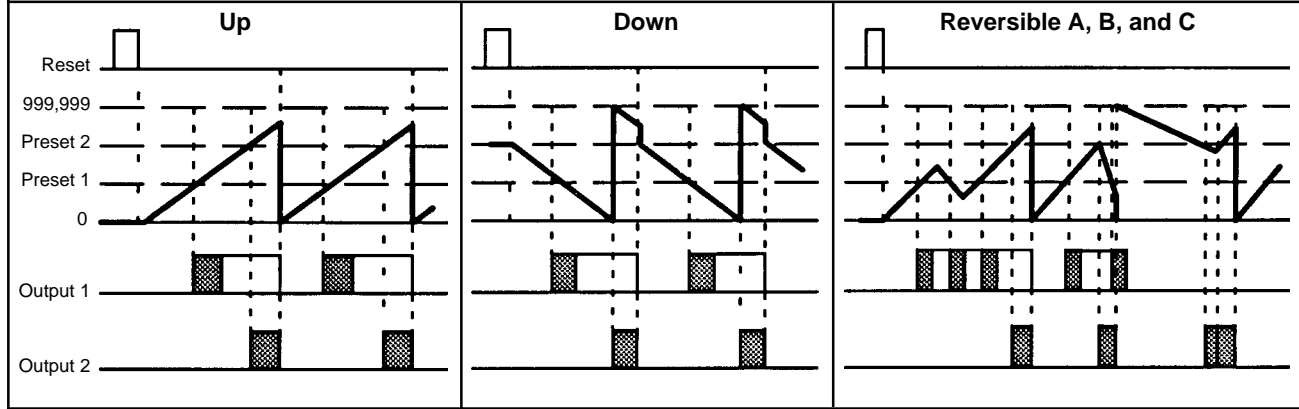 Up
Down
Reversible A, B, and C
Reset
999,999
Preset 2
Preset 1
0
Output 1
Output 2